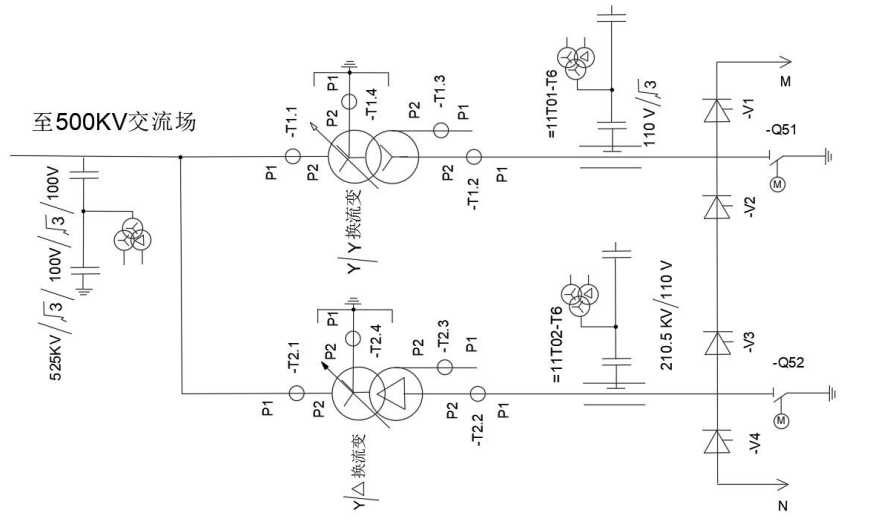 至500KV交流场
525KV/√3/100V/√3/100V
-T1.1
P1
P2
P1
P2
-T1.4
P2
-T1.3
P1
P2
-T1.2
P1
Y/Y换流变
=11T01-T6
110 V/√3
M
-V1
-Q51
M
-V2
-T2.1
P1
P2
P1
P2
-T2.4
P2
-T2.3
P1
P2
-T2.2
P1
Y/△换流变
=11T02-T6
210.5 KV/110 V
-V3
-Q52
M
-V4
N